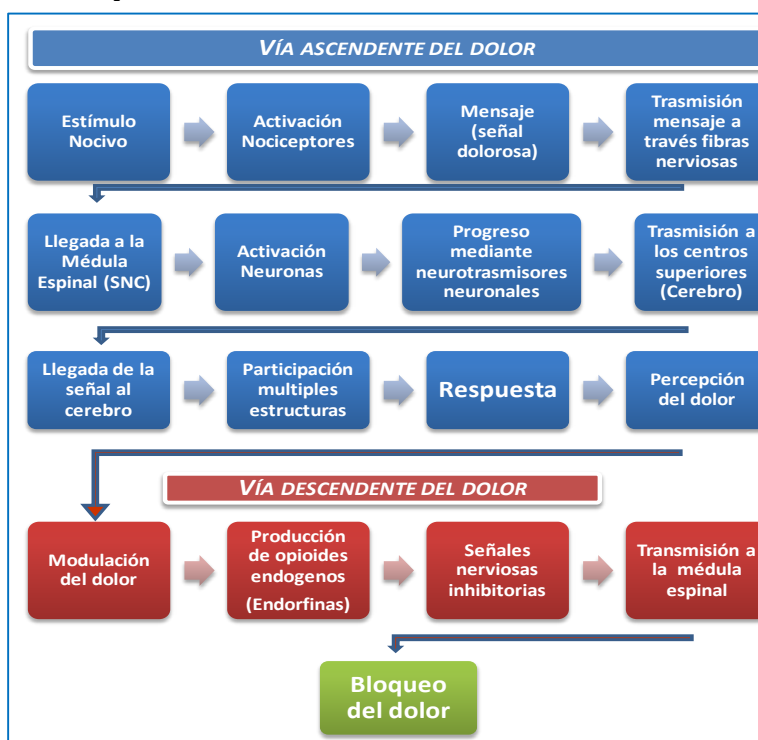 VÍA ASCENDENTE DEL DOLOR
Estímulo
Nocivo
Activación
Nociceptores
Mensaje
(señal
dolorosa)
Trasmisión
mensaje a
través fibras
nerviosas
Llegada a la
Médula
Espinal (SNC)
Activación
Neuronas
Progreso
mediante
neurotrasmisores
neuronales
Trasmisión a
los centros
superiores
(Cerebro)
Llegada de la
señal al
cerebro
Participación
multiples
estructuras
Respuesta
Percepción
del dolor
VÍA DESCENDENTE DEL DOLOR
Modulación
del dolor
Producción
de opioides
endogenos
(Endorfinas)
Señales
nerviosas
inhibitorias
Transmisión a
la médula
espinal
Bloqueo
del dolor